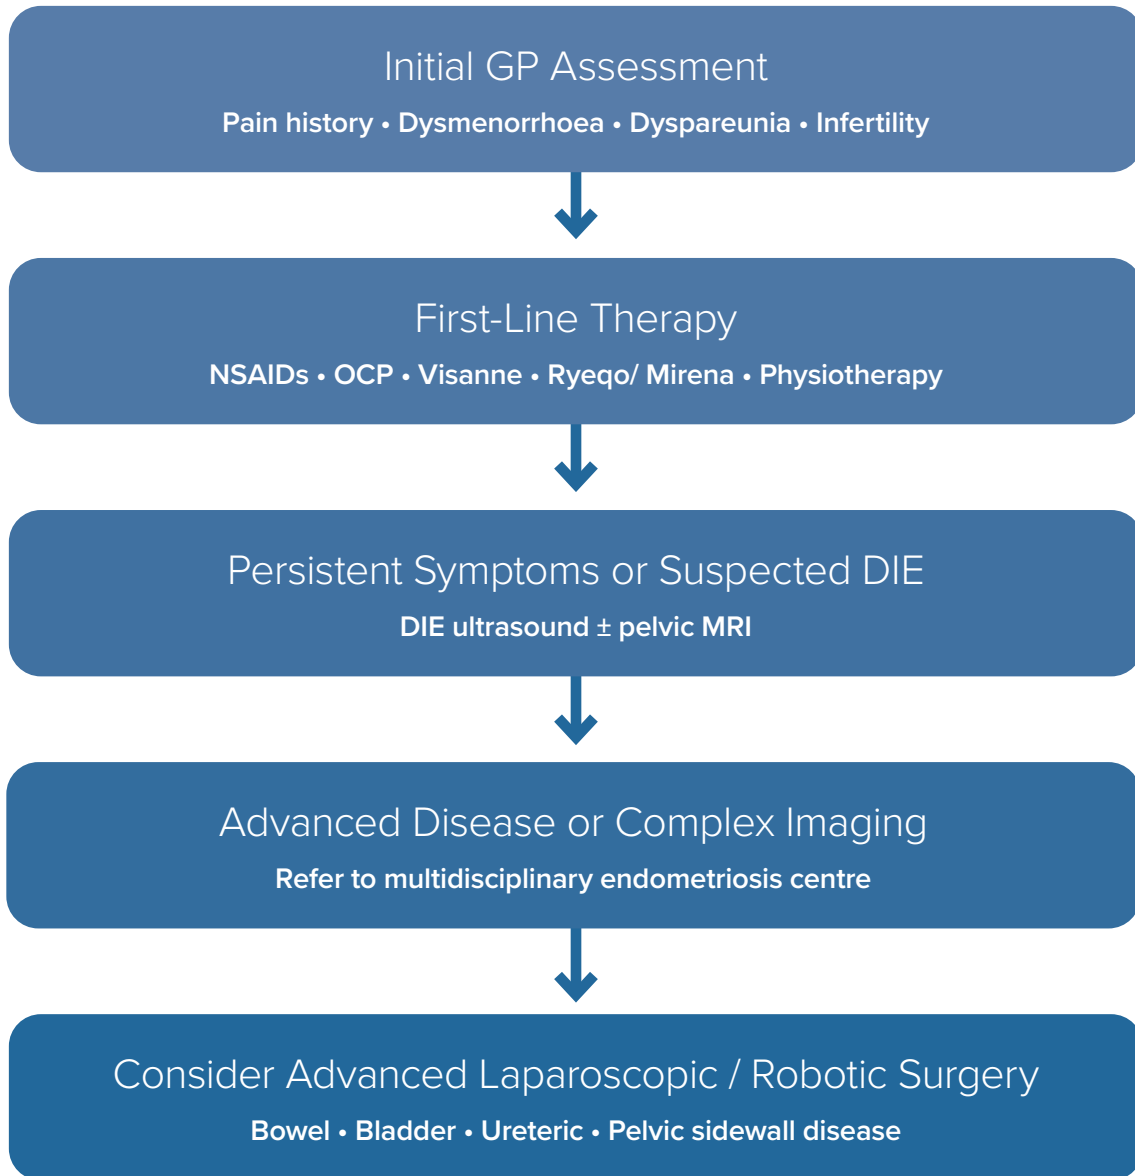 Initial GP Assessment
Pain history • Dysmenorrhoea • Dyspareunia • Infertility
First-Line Therapy
NSAIDs • OCP • Visanne • Ryeqo/ Mirena • Physiotherapy
Persistent Symptoms or Suspected DIE
DIE ultrasound ± pelvic MRI
Advanced Disease or Complex Imaging
Refer to multidisciplinary endometriosis centre
Consider Advanced Laparoscopic / Robotic Surgery
Bowel • Bladder • Ureteric • Pelvic sidewall disease